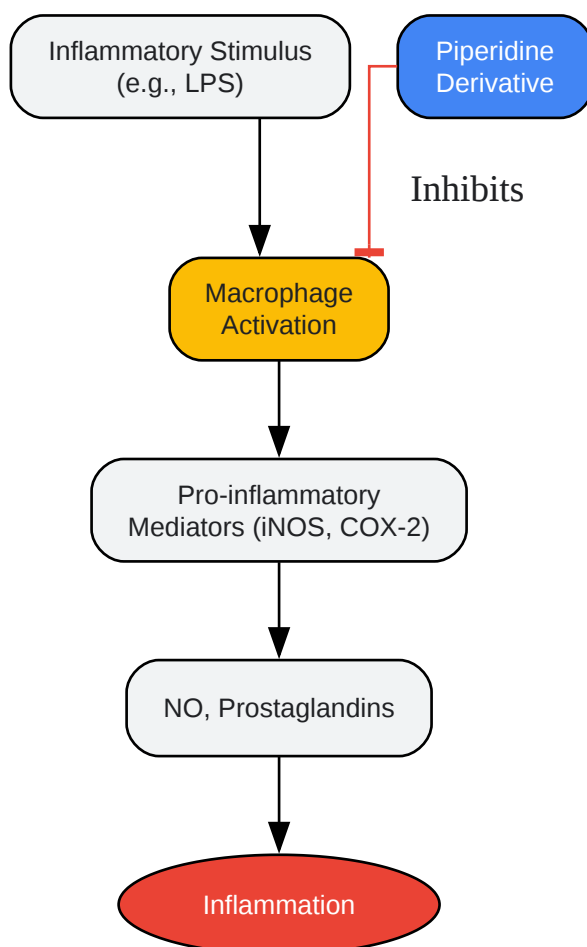 Inflammatory Stimulus
(e.g., LPS)
Piperidine
Derivative
Inhibits
Macrophage
Activation
Pro-inflammatory
Mediators (iNOS, COX-2)
NO, Prostaglandins
Inflammation